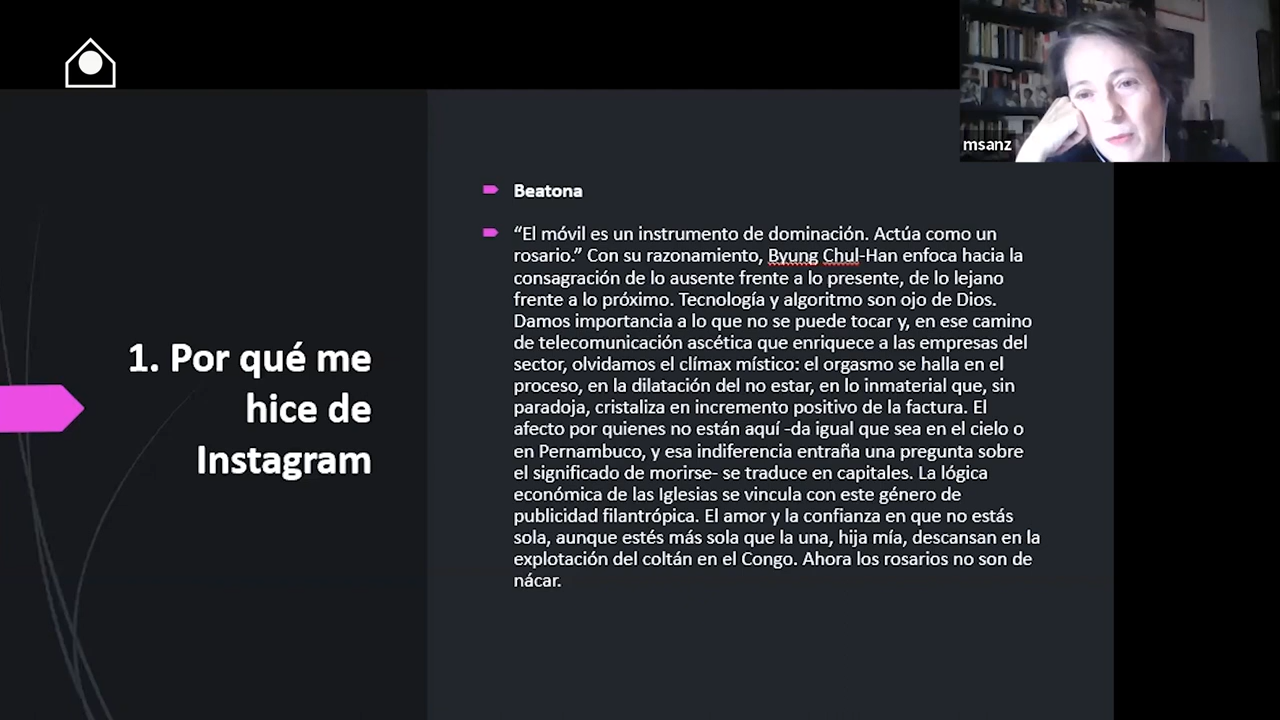 msanz
1. Por qué me
hice de
Instagram
Beatona
“El móvil es un instrumento de dominación. Actúa como un
rosario.” Con su razonamiento, Byung Chul-Han enfoca hacia la
consagración de lo ausente frente a lo presente, de lo lejano
frente a lo próximo. Tecnología y algoritmo son ojo de Dios.
Damos importancia a lo que no se puede tocar y, en ese camino
de telecomunicación ascética que enriquece a las empresas del
sector, olvidamos el clímax místico: el orgasmo se halla en el
proceso, en la dilatación del no estar, en lo inmaterial que, sin
paradoja, cristaliza en incremento positivo de la factura. El
afecto por quienes no están aquí -da igual que sea en el cielo o
en Pernambuco, y esa indiferencia entraña una pregunta sobre
el significado de morirse- se traduce en capitales. La lógica
económica de las Iglesias se vincula con este género de
publicidad filantrópica. El amor y la confianza en que no estás
sola, aunque estés más sola que la una, hija mía, descansan en la
explotación del coltán en el Congo. Ahora los rosarios no son de
nácar.